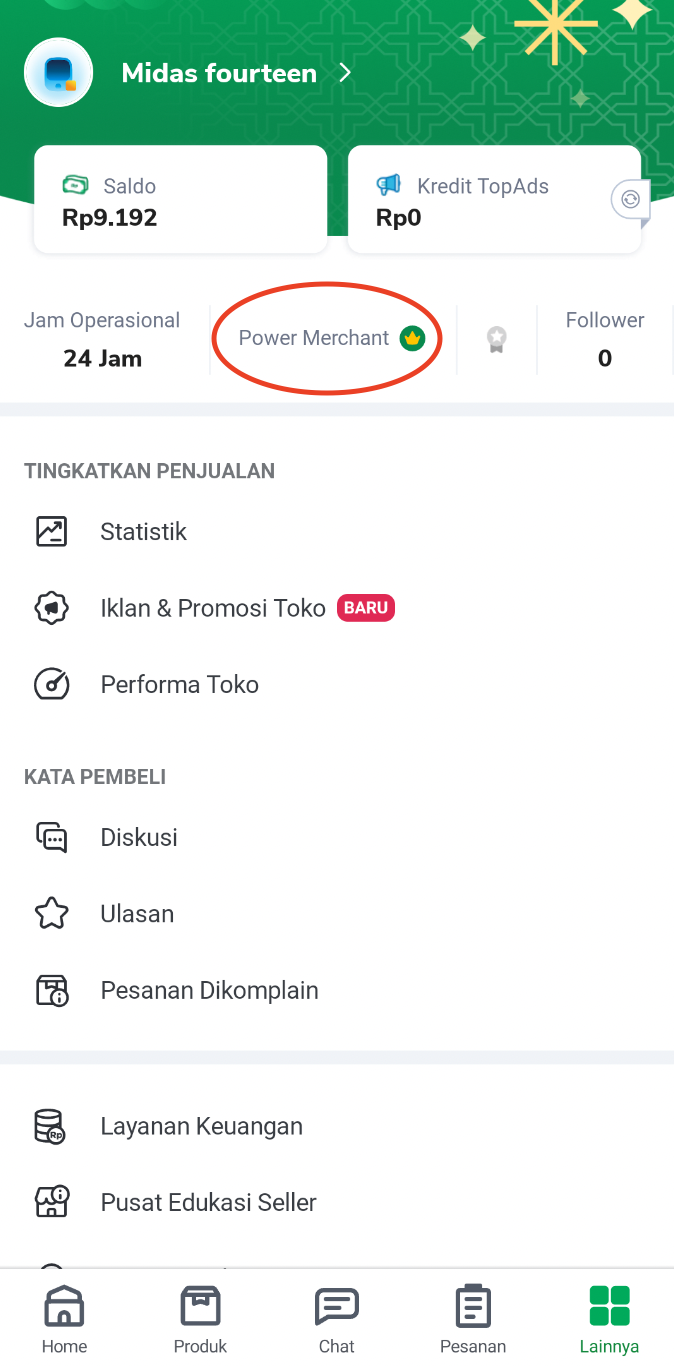 Midas fourteen
Saldo
Rp9.192
Kredit TopAds
Rp0
Jam Operasional
24 Jam
Power Merchant
Follower
0
TINGKATKAN PENJUALAN
Statistik
Iklan & Promosi Toko BARU
Performa Toko
KATA PEMBELI
Diskusi
Ulasan
Pesanan Dikomplain
Rp
Layanan Keuangan
Pusat Edukasi Seller
Home
Produk
Chat
Pesanan
Lainnya